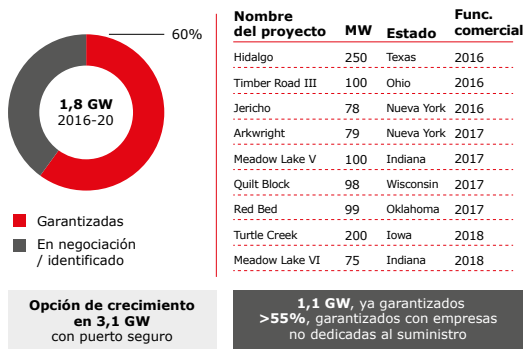 60%
1,8 GW
2016-20
Garantizadas
En negociación
/ identificado
Nombre del proyecto MW Estado Func. comercial
Hidalgo 250 Texas 2016
Timber Road III 100 Ohio 2016
Jericho 78 Nueva York 2016
Arkwright 79 Nueva York 2017
Meadow Lake V 100 Indiana 2017
Quilt Block 98 Wisconsin 2017
Red Bed 99 Oklahoma 2017
Turtle Creek 200 Iowa 2018
Meadow Lake VI 75 Indiana 2018
Opción de crecimiento
en 3,1 GW
con puerto seguro
1,1 GW, ya garantizados
>55%, garantizados con empresas
no dedicadas al suministro